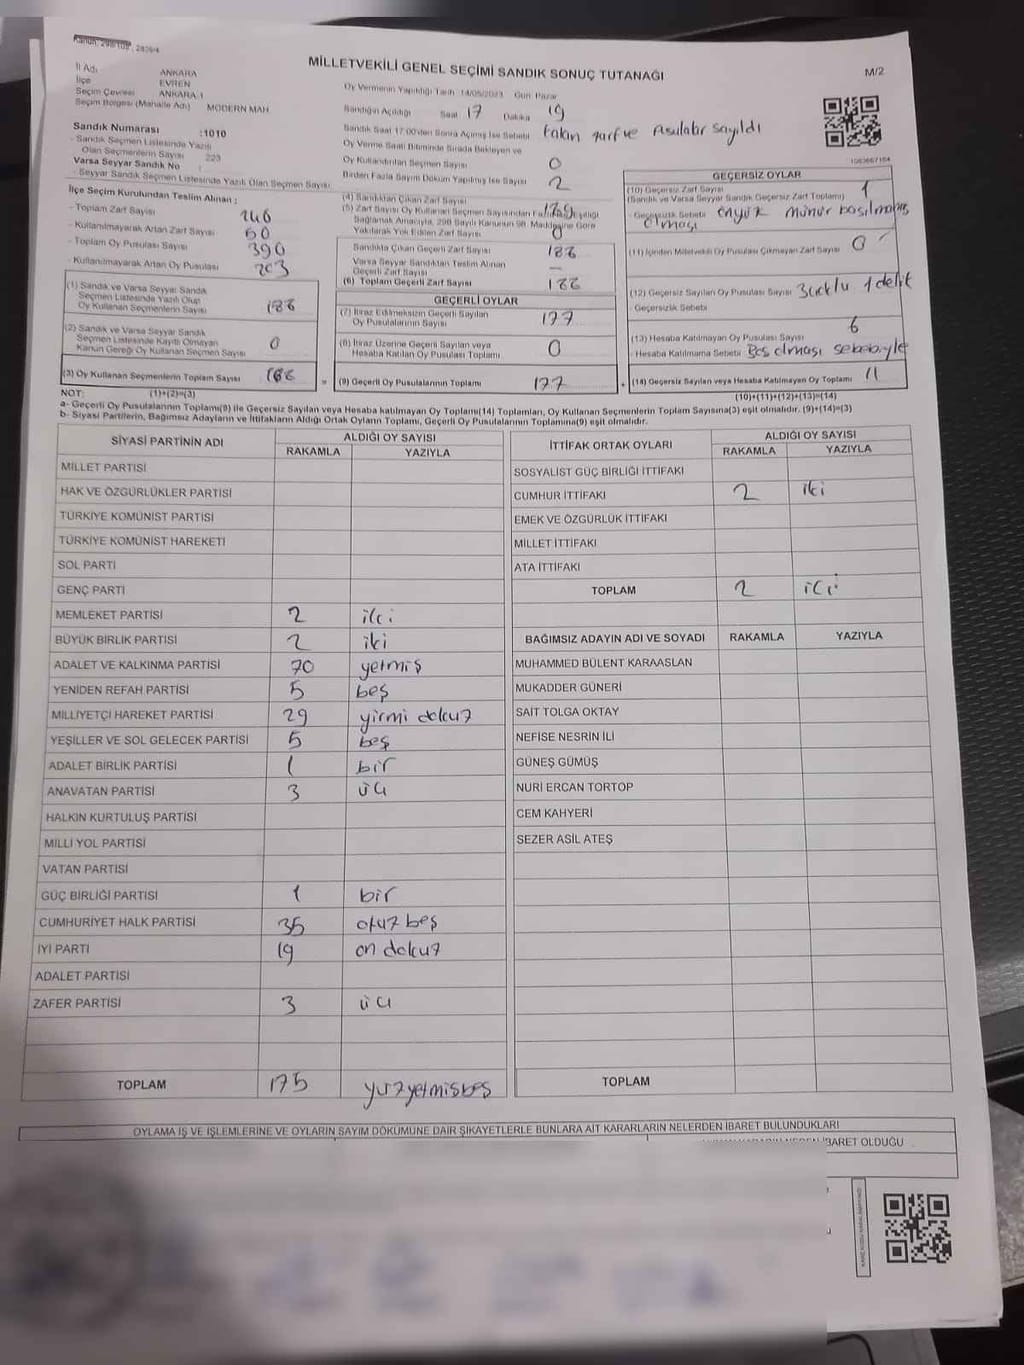 MİLLETVEKİLİ GENEL SEÇİMİ SANDIK SONUÇ TUTANAĞI
M/2
İl Adı ANKARA
İlçe EVREN
Seçim Çevresi ANKARA 1
Seçim Bölgesi (Mahalle Adı) MODERN MAH
Sandık Numarası :1010
- Sandık Seçmen Listesinde Yazılı
Olan Seçmenlerin Sayısı 223
Varsa Seyyar Sandık No
- Seyyar Sandık Seçmen Listesinde Yazılı Olan Seçmen Sayısı
Oy Vermenin Yapıldığı Tarih 14/05/2023 Gün Pazar
Sandığın Açıldığı Saat 17 Dakika 19
Sandık Saat 17:00'den Sonra Açılmış İse Sebebi zarf ve Pusulalar sayıldı
Oy Verme Saati Bitiminde Sırada Bekleyen ve
Oy Kullandırılan Seçmen Sayısı 0
Birden Fazla Sayım Döküm Yapılmış İse Sayısı 2
İlçe Seçim Kurulundan Teslim Alınan ;
- Toplam Zarf Sayısı 240
- Kullanılmayarak Artan Zarf Sayısı 60
- Toplam Oy Pusulası Sayısı 390
- Kullanılmayarak Artan Oy Pusulası 203
(1) Sandık ve Varsa Seyyar Sandık
Seçmen Listesinde Yazılı Olup
Oy Kullanan Seçmenlerin Sayısı 188
(2) Sandık ve Varsa Seyyar Sandık
Seçmen Listesinde Kayıtlı Olmayan
Kanun Gereği Oy Kullanan Seçmen Sayısı 0
(3) Oy Kullanan Seçmenlerin Toplam Sayısı 188
(4) Sandıktan Çıkan Zarf Sayısı
(5) Zarf Sayısı Oy Kullanan Seçmen Sayısından Fazla İse Eşitliği
Sağlamak Amacıyla, 298 Sayılı Kanunun 98. Maddesine Göre
Yakılarak Yok Edilen Zarf Sayısı 0
Sandıkta Çıkan Geçerli Zarf Sayısı 188
Varsa Seyyar Sandıktan Teslim Alınan
Geçerli Zarf Sayısı —
(6) Toplam Geçerli Zarf Sayısı 188
GEÇERLİ OYLAR
(7) İtiraz Edilmeksizin Geçerli Sayılan
Oy Pusulalarının Sayısı 177
(8) İtiraz Üzerine Geçerli Sayılan veya
Hesaba Katılan Oy Pusulası Toplamı 0
= (9) Geçerli Oy Pusulalarının Toplamı 177
1083667164
GEÇERSİZ OYLAR
(10) Geçersiz Zarf Sayısı 1
(Sandık ve Varsa Seyyar Sandık Geçersiz Zarf Toplamı)
- Geçersizlik Sebebi mühür basılmamış
olması
(11) İçinden Milletvekili Oy Pusulası Çıkmayan Zarf Sayısı 0
(12) Geçersiz Sayılan Oy Pusulası Sayısı 1 delik
- Geçersizlik Sebebi
(13) Hesaba Katılmayan Oy Pusulası Sayısı 6
- Hesaba Katılmama Sebebi Boş olması sebebiyle
+ (14) Geçersiz Sayılan veya Hesaba Katılmayan Oy Toplamı 11
NOT: (1)+(2)=(3) (10)+(11)+(12)+(13)=(14)
a- Geçerli Oy Pusulalarının Toplamı(9) ile Geçersiz Sayılan veya Hesaba katılmayan Oy Toplamı(14) Toplamları, Oy Kullanan Seçmenlerin Toplam Sayısına(3) eşit olmalıdır. (9)+(14)=(3)
b- Siyasi Partilerin, Bağımsız Adayların ve İttifakların Aldığı Ortak Oyların Toplamı, Geçerli Oy Pusulalarının Toplamına(9) eşit olmalıdır.
SİYASİ PARTİNİN ADI ALDIĞI OY SAYISI
RAKAMLA YAZIYLA
MİLLET PARTİSİ
HAK VE ÖZGÜRLÜKLER PARTİSİ
TÜRKİYE KOMÜNİST PARTİSİ
TÜRKİYE KOMÜNİST HAREKETİ
SOL PARTİ
GENÇ PARTİ
MEMLEKET PARTİSİ 2 iki
BÜYÜK BİRLİK PARTİSİ 2 iki
ADALET VE KALKINMA PARTİSİ 70 yetmiş
YENİDEN REFAH PARTİSİ 5 beş
MİLLİYETÇİ HAREKET PARTİSİ 29 yirmi dokuz
YEŞİLLER VE SOL GELECEK PARTİSİ 5 beş
ADALET BİRLİK PARTİSİ 1 bir
ANAVATAN PARTİSİ 3 üç
HALKIN KURTULUŞ PARTİSİ
MİLLİ YOL PARTİSİ
VATAN PARTİSİ
GÜÇ BİRLİĞİ PARTİSİ 1 bir
CUMHURİYET HALK PARTİSİ 35 otuz beş
İYİ PARTİ 19 on dokuz
ADALET PARTİSİ
ZAFER PARTİSİ 3 üç
TOPLAM 175 yüzyetmişbeş
İTTİFAK ORTAK OYLARI ALDIĞI OY SAYISI
RAKAMLA YAZIYLA
SOSYALİST GÜÇ BİRLİĞİ İTTİFAKI
CUMHUR İTTİFAKI 2 iki
EMEK VE ÖZGÜRLÜK İTTİFAKI
MİLLET İTTİFAKI
ATA İTTİFAKI
TOPLAM 2 iki
BAĞIMSIZ ADAYIN ADI VE SOYADI RAKAMLA YAZIYLA
MUHAMMED BÜLENT KARAASLAN
MUKADDER GÜNERİ
SAİT TOLGA OKTAY
NEFİSE NESRİN İLİ
GÜNEŞ GÜMÜŞ
NURİ ERCAN TORTOP
CEM KAHYERİ
SEZER ASİL ATEŞ
TOPLAM
OYLAMA İŞ VE İŞLEMLERİNE VE OYLARIN SAYIM DÖKÜMÜNE DAİR ŞİKAYETLERLE BUNLARA AİT KARARLARIN NELERDEN İBARET BULUNDUKLARI
İBARET OLDUĞU